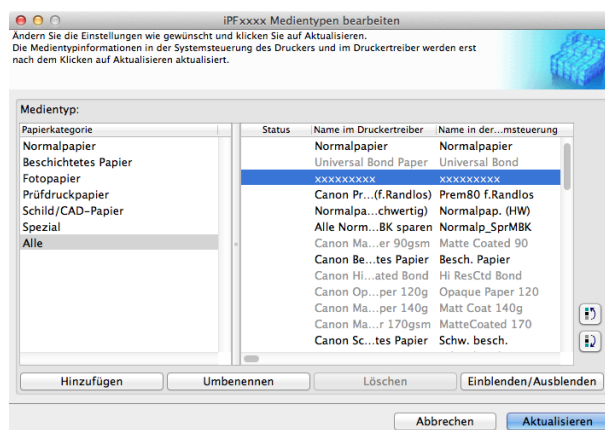 iPFxxxx Medientypen bearbeiten
Ändern Sie die Einstellungen wie gewünscht und klicken Sie auf Aktualisieren.
Die Medientypinformationen in der Systemsteuerung des Druckers und im Druckertreiber werden erst
nach dem Klicken auf Aktualisieren aktualisiert.
Medientyp:
Papierkategorie
Normalpapier
Beschichtetes Papier
Fotopapier
Prüfdruckpapier
Schild/CAD-Papier
Spezial
Alle
Status Name im Druckertreiber Name in der...msteuerung
Normalpapier Normalpapier
Universal Bond Paper Universal Bond
xxxxxxxxx xxxxxxxxx
Canon Pr...(f.Randlos) Prem80 f.Randlos
Normalpa...chwertig) Normalpap. (HW)
Alle Norm...BK sparen Normalp_SprMBK
Canon Ma...er 90gsm Matte Coated 90
Canon Be...tes Papier Besch. Papier
Canon Hi...ated Bond Hi ResCtd Bond
Canon Op...per 120g Opaque Paper 120
Canon Ma...per 140g Matt Coat 140g
Canon Ma...r 170gsm MatteCoated 170
Canon Sc...tes Papier Schw. besch.
Hinzufügen Umbenennen Löschen Einblenden/Ausblenden
Abbrechen Aktualisieren